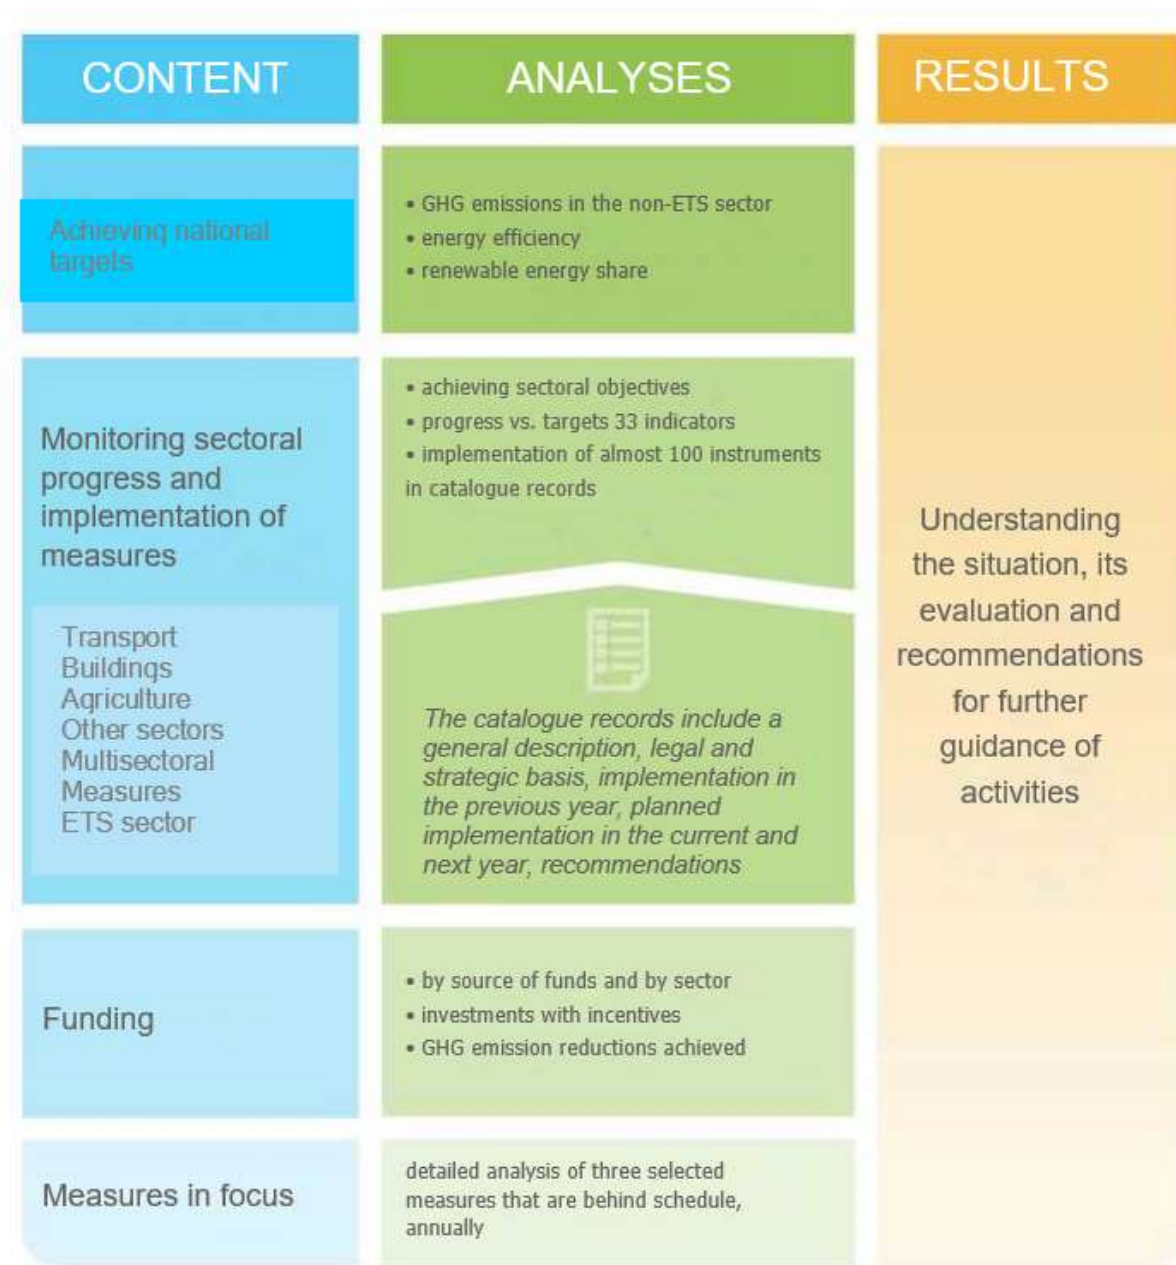 CONTENT
ANALYSES
RESULTS
Achieving national
targets
• GHG emissions in the non-ETS sector
• energy efficiency
• renewable energy share
Monitoring sectoral
progress and
implementation of
measures
Transport
Buildings
Agriculture
Other sectors
Multisectoral
Measures
ETS sector
• achieving sectoral objectives
• progress vs. targets 33 indicators
• implementation of almost 100 instruments
in catalogue records
The catalogue records include a
general description, legal and
strategic basis, implementation in
the previous year, planned
implementation in the current and
next year, recommendations
Funding
• by source of funds and by sector
• investments with incentives
• GHG emission reductions achieved
Measures in focus
detailed analysis of three selected
measures that are behind schedule,
annually
Understanding
the situation, its
evaluation and
recommendations
for further
guidance of
activities